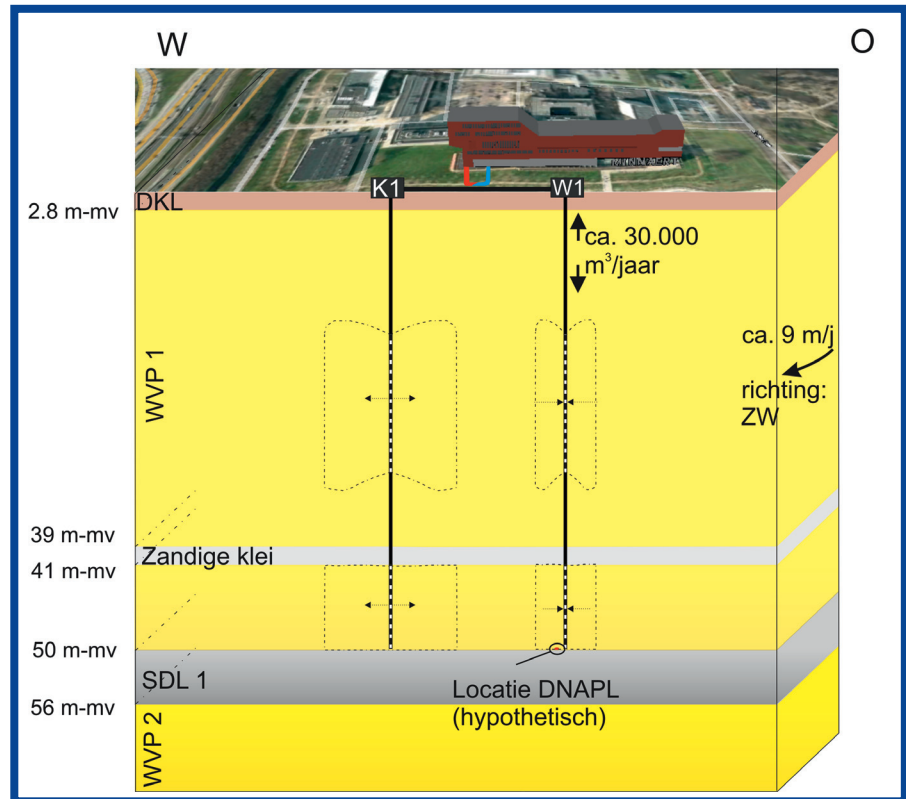 W
O
K1
W1
2.8 m-mv
DKL
ca. 30.000
m³/jaar
WVP 1
ca. 9 m/j
richting:
ZW
39 m-mv
Zandige klei
41 m-mv
50 m-mv
SDL 1
Locatie DNAPL
(hypothetisch)
56 m-mv
WVP 2